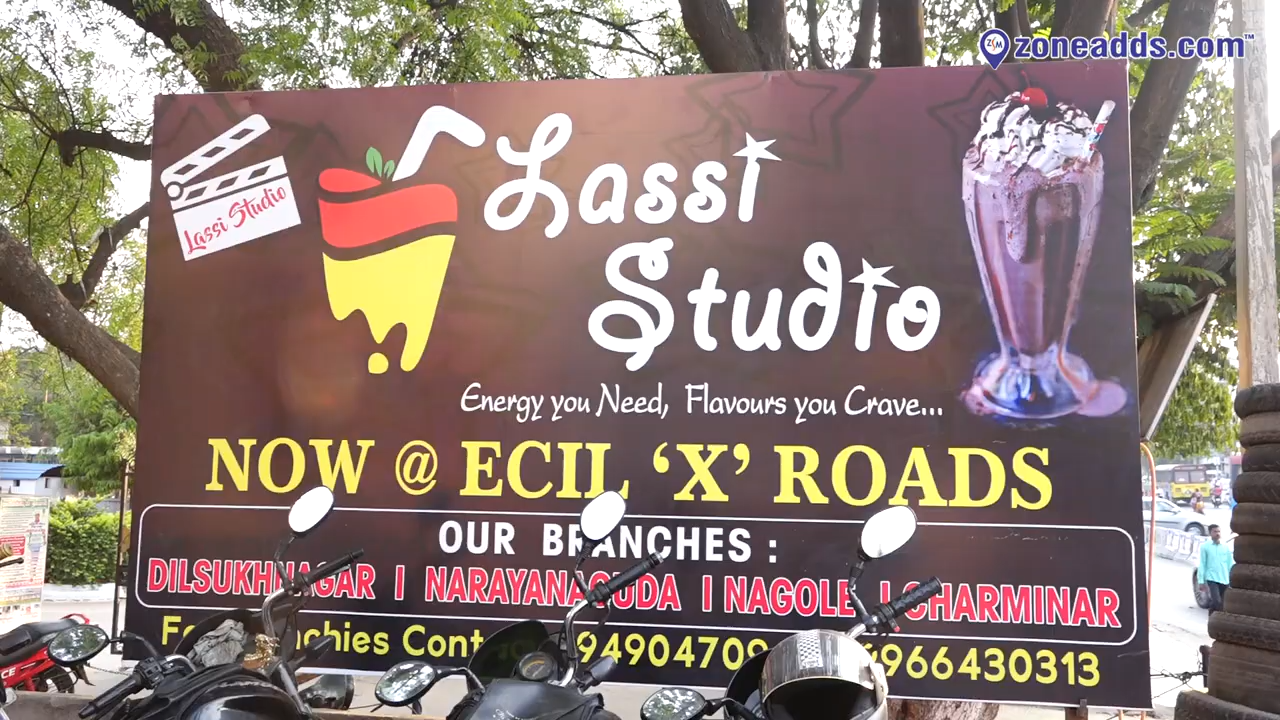 zoneadds.com™
Lassi Studio
Lassi
Studio
Energy you Need, Flavours you Crave...
NOW @ ECIL 'X' ROADS
OUR BRANCHES :
DILSUKHNAGAR | NARAYANAGUDA | NAGOLE | CHARMINAR